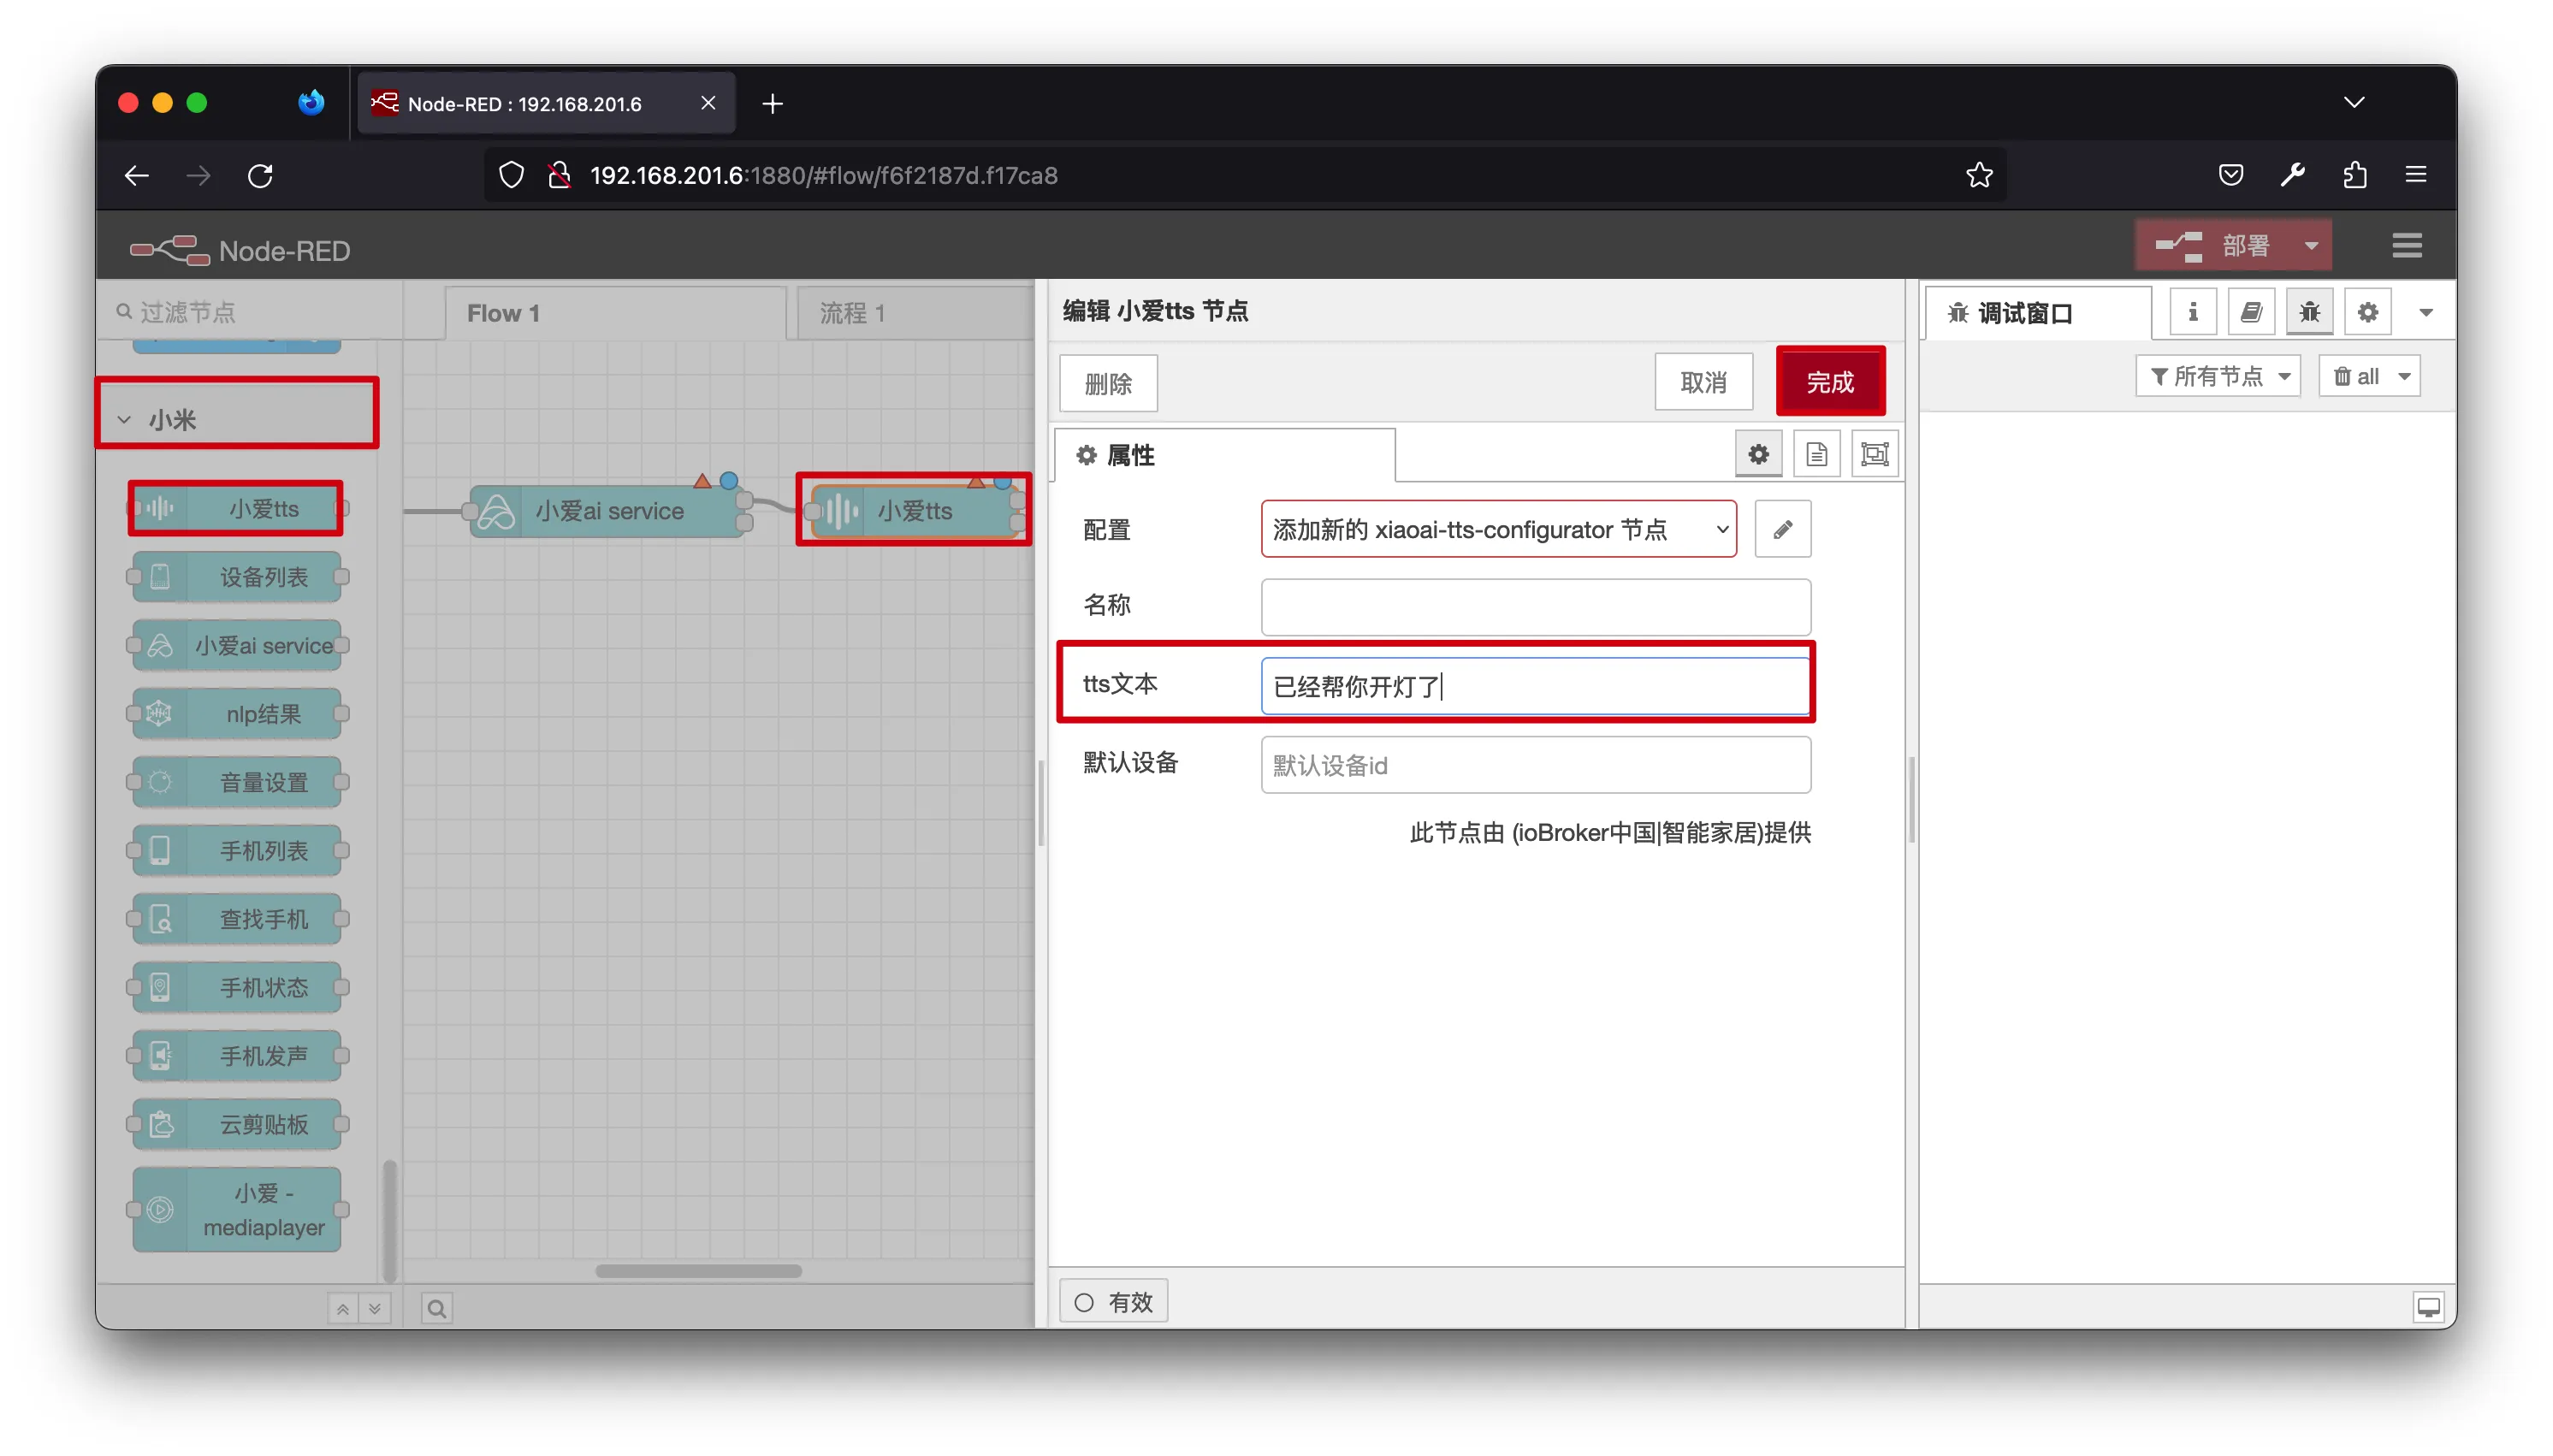 Node-RED : 192.168.201.6
192.168.201.6:1880/#flow/f6f2187d.f17ca8
Node-RED
部署
过滤节点
Flow 1
流程 1
小米
小爱tts
设备列表
小爱ai service
nlp结果
音量设置
手机列表
查找手机
手机状态
手机发声
云剪贴板
小爱 -
mediaplayer
小爱ai service
小爱tts
编辑 小爱tts 节点
删除
取消
完成
属性
配置
添加新的 xiaoai-tts-configurator 节点
名称
tts文本
已经帮你开灯了
默认设备
默认设备id
此节点由 (ioBroker中国|智能家居)提供
有效
调试窗口
所有节点
all